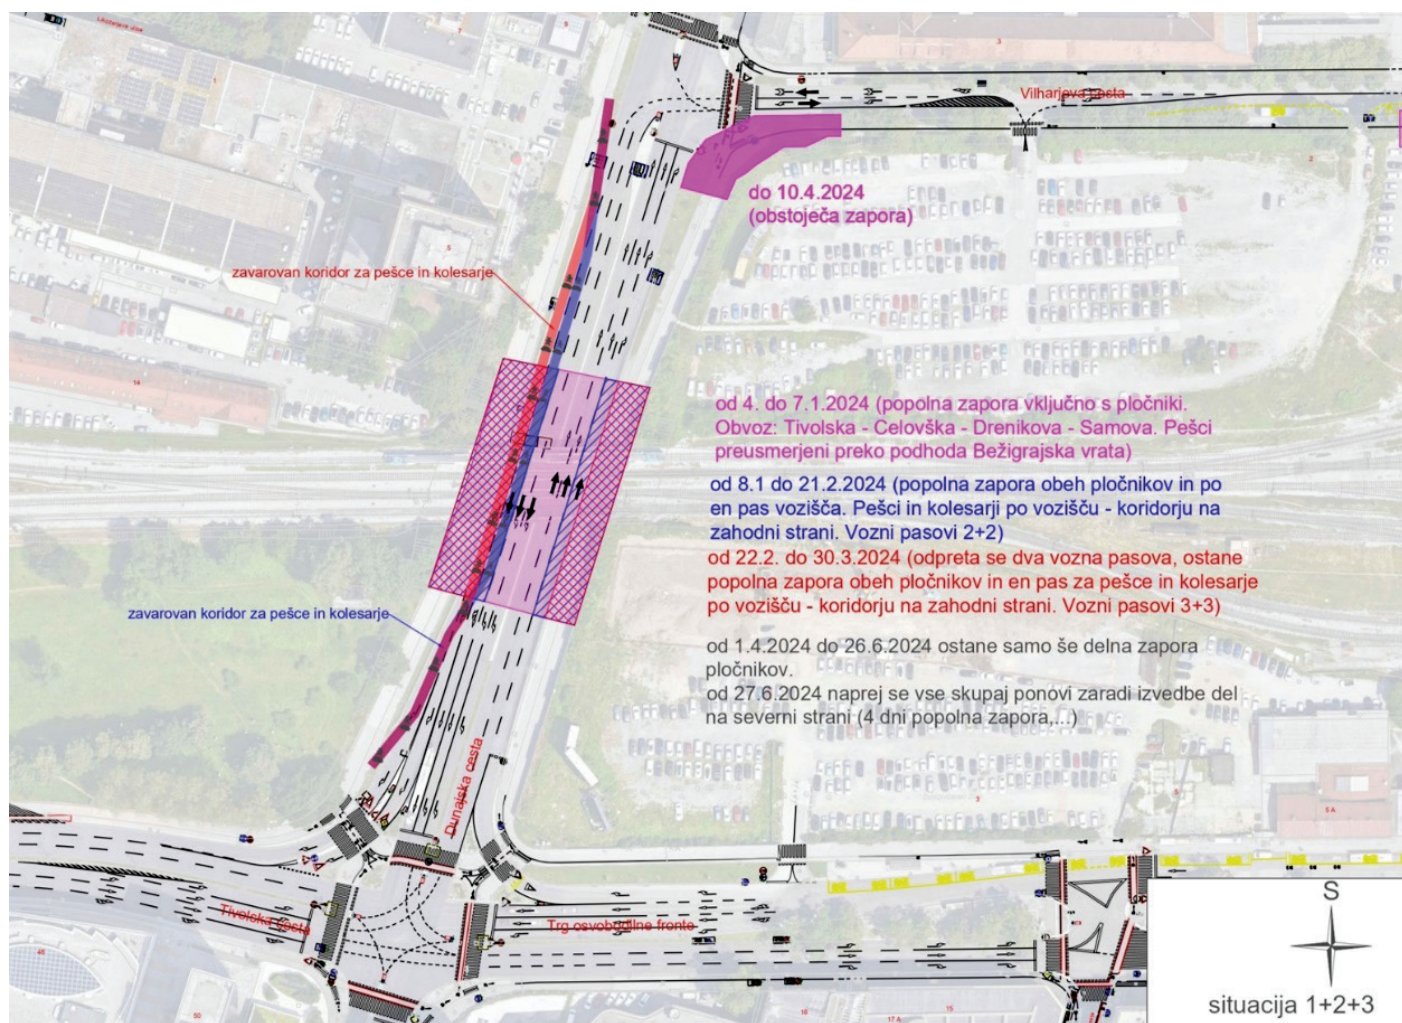 Vilharjeva cesta
do 10.4.2024
(obstoječa zapora)
zavarovan koridor za pešce in kolesarje
od 4. do 7.1.2024 (popolna zapora vključno s pločniki.
Obvoz: Tivolska - Celovška - Drenikova - Samova. Pešci
preusmerjeni preko podhoda Bežigrajska vrata)
od 8.1 do 21.2.2024 (popolna zapora obeh pločnikov in po
en pas vozišča. Pešci in kolesarji po vozišču - koridorju na
zahodni strani. Vozni pasovi 2+2)
od 22.2. do 30.3.2024 (odpreta se dva vozna pasova, ostane
popolna zapora obeh pločnikov in en pas za pešce in kolesarje
po vozišču - koridorju na zahodni strani. Vozni pasovi 3+3)
zavarovan koridor za pešce in kolesarje
od 1.4.2024 do 26.6.2024 ostane samo še delna zapora
pločnikov.
od 27.6.2024 naprej se vse skupaj ponovi zaradi izvedbe del
na severni strani (4 dni popolna zapora,...)
Dunajska cesta
Tivolska cesta
Trg osvobodilne fronte
S
situacija 1+2+3